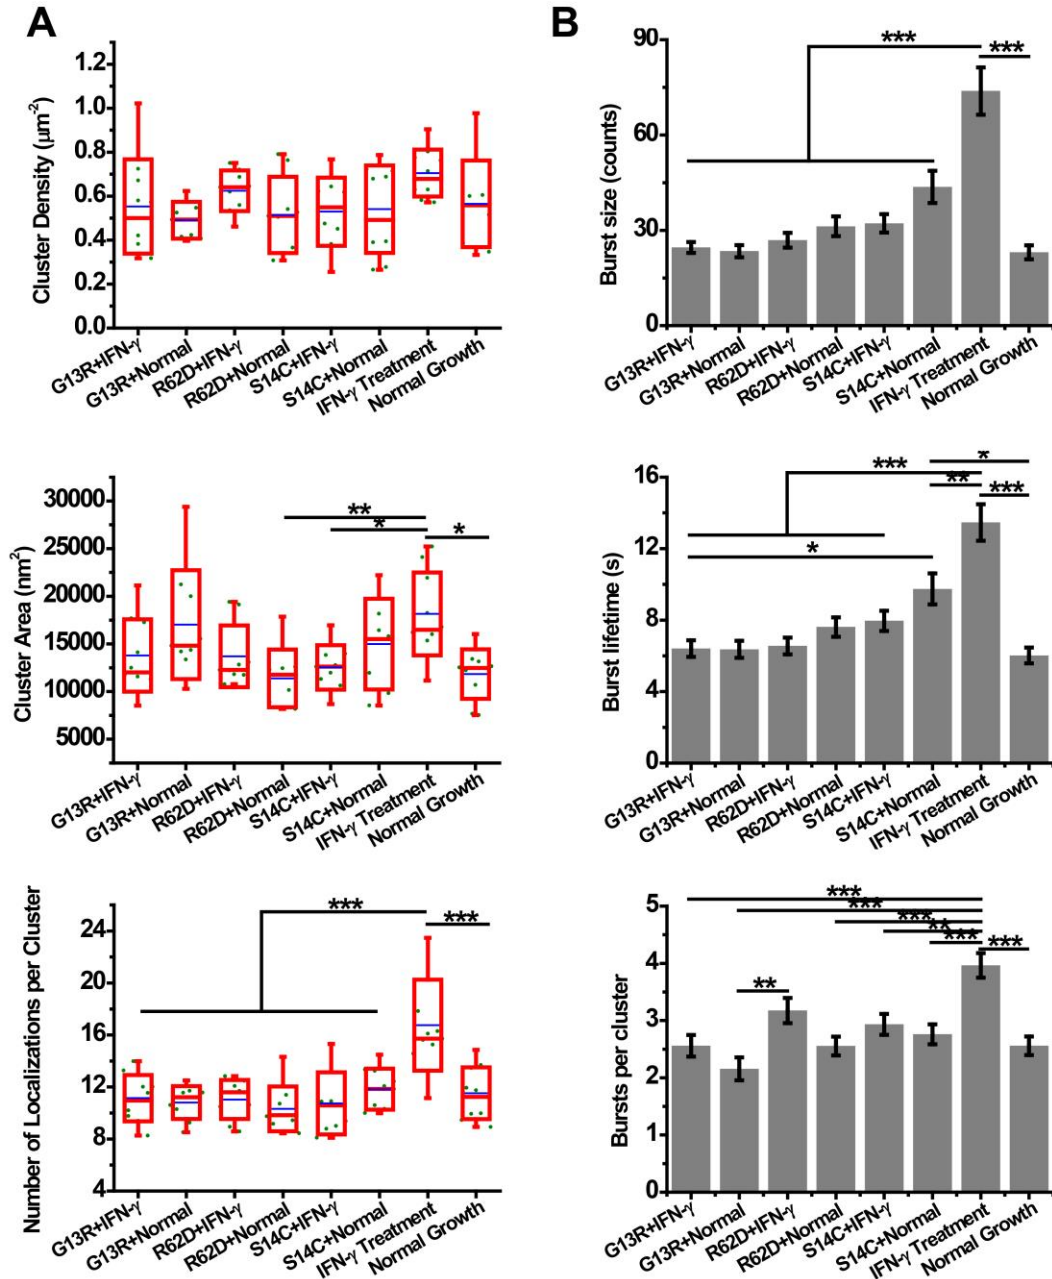 A
Cluster Density (μm-2)
1.2
1.0
0.8
0.6
0.4
0.2
0.0
G13R+IFN-γ
G13R+Normal
R62D+IFN-γ
R62D+Normal
S14C+IFN-γ
S14C+Normal
IFN-γ Treatment
Normal Growth
B
Burst size (counts)
90
60
30
0
***
***
G13R+IFN-γ
G13R+Normal
R62D+IFN-γ
R62D+Normal
S14C+IFN-γ
S14C+Normal
IFN-γ Treatment
Normal Growth
Cluster Area (nm2)
30000
25000
20000
15000
10000
5000
**
*
*
G13R+IFN-γ
G13R+Normal
R62D+IFN-γ
R62D+Normal
S14C+IFN-γ
S14C+Normal
IFN-γ Treatment
Normal Growth
Burst lifetime (s)
16
12
8
4
0
*
***
**
***
*
G13R+IFN-γ
G13R+Normal
R62D+IFN-γ
R62D+Normal
S14C+IFN-γ
S14C+Normal
IFN-γ Treatment
Normal Growth
Number of Localizations per Cluster
24
20
16
12
8
4
***
***
G13R+IFN-γ
G13R+Normal
R62D+IFN-γ
R62D+Normal
S14C+IFN-γ
S14C+Normal
IFN-γ Treatment
Normal Growth
Bursts per cluster
5
4
3
2
1
0
***
***
***
**
***
***
**
G13R+IFN-γ
G13R+Normal
R62D+IFN-γ
R62D+Normal
S14C+IFN-γ
S14C+Normal
IFN-γ Treatment
Normal Growth